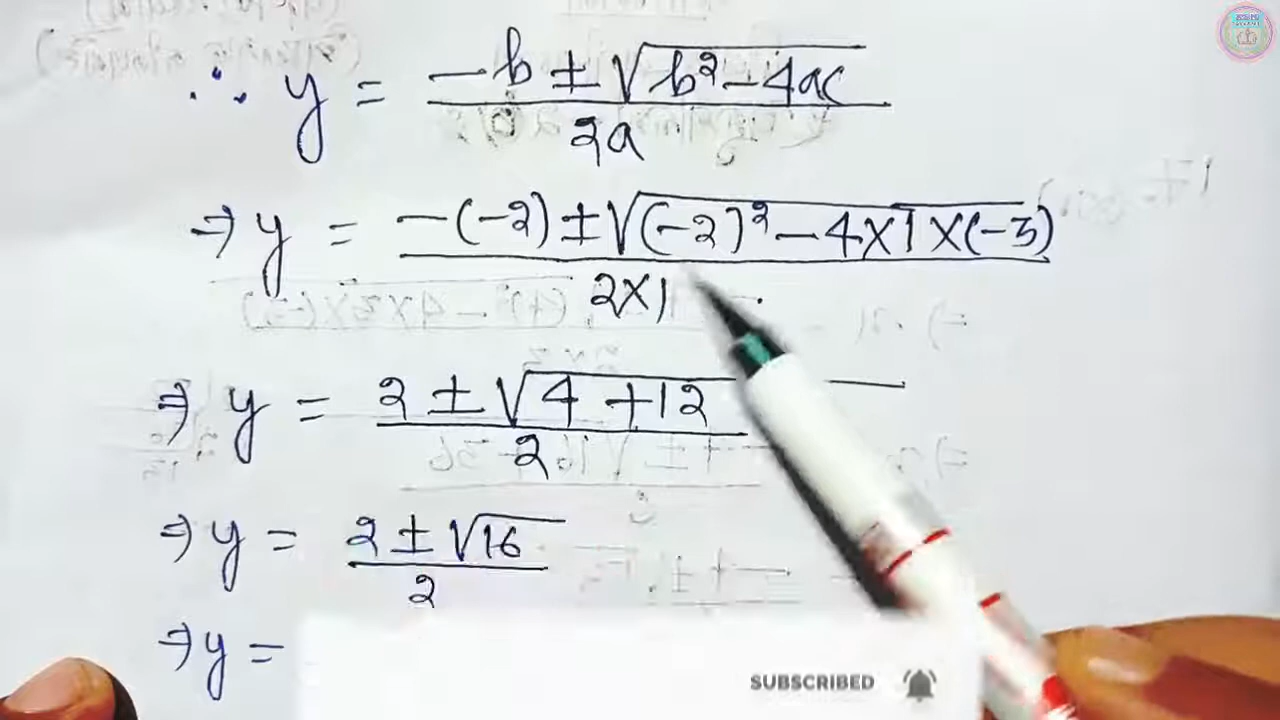 ∴ y = (-b ± √(b² - 4ac)) / 2a
⇒ y = (-(-2) ± √((-2)² - 4×1×(-3))) / 2×1
⇒ y = (2 ± √(4 + 12)) / 2
⇒ y = (2 ± √16) / 2
⇒ y =
SUBSCRIBED